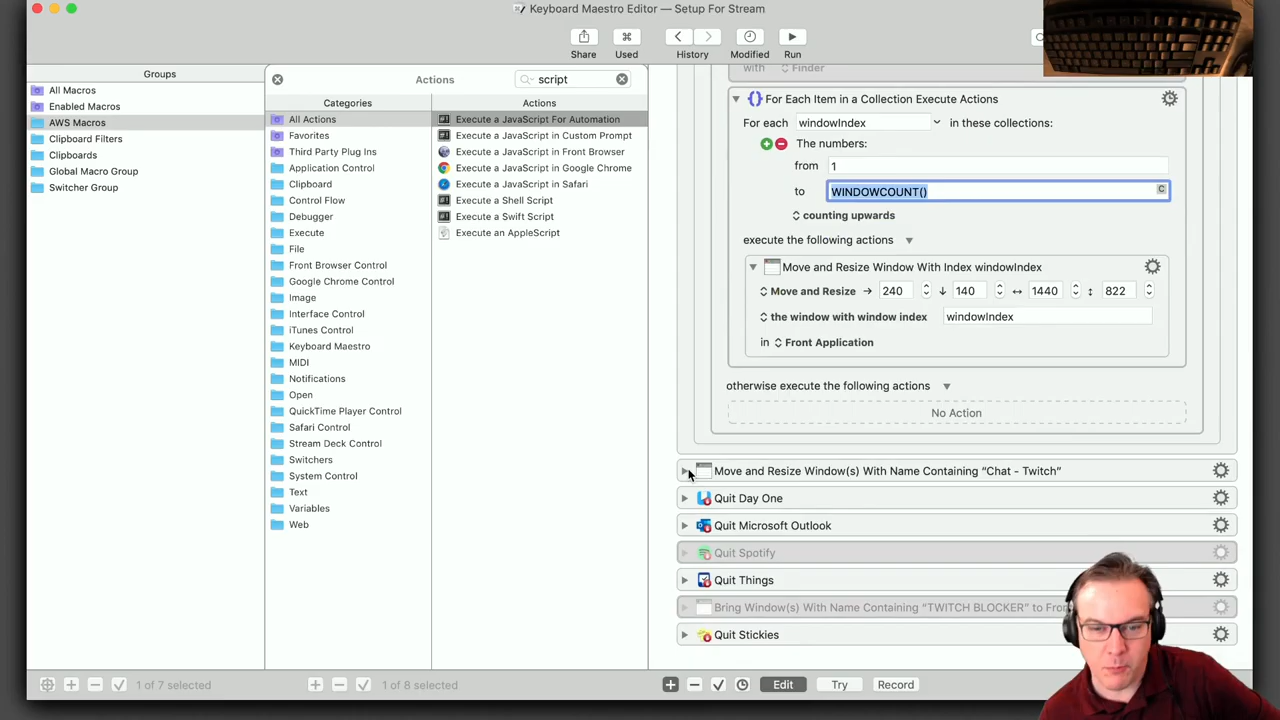 Keyboard Maestro Editor — Setup For Stream
Share
Used
History
Modified
Run
Groups
All Macros
Enabled Macros
AWS Macros
Clipboard Filters
Clipboards
Global Macro Group
Switcher Group
Actions
script
Categories
All Actions
Favorites
Third Party Plug Ins
Application Control
Clipboard
Control Flow
Debugger
Execute
File
Front Browser Control
Google Chrome Control
Image
Interface Control
iTunes Control
Keyboard Maestro
MIDI
Notifications
Open
QuickTime Player Control
Safari Control
Stream Deck Control
Switchers
System Control
Text
Variables
Web
Actions
Execute a JavaScript For Automation
Execute a JavaScript in Custom Prompt
Execute a JavaScript in Front Browser
Execute a JavaScript in Google Chrome
Execute a JavaScript in Safari
Execute a Shell Script
Execute a Swift Script
Execute an AppleScript
with Finder
For Each Item in a Collection Execute Actions
For each windowIndex in these collections:
The numbers:
from 1
to WINDOWCOUNT() C
counting upwards
execute the following actions
Move and Resize Window With Index windowIndex
Move and Resize 240 140 1440 822
the window with window index windowIndex
in Front Application
otherwise execute the following actions
No Action
Move and Resize Window(s) With Name Containing “Chat - Twitch”
Quit Day One
Quit Microsoft Outlook
Quit Spotify
Quit Things
Bring Window(s) With Name Containing “TWITCH BLOCKER” to
Quit Stickies
1 of 7 selected
1 of 8 selected
Edit
Try
Record